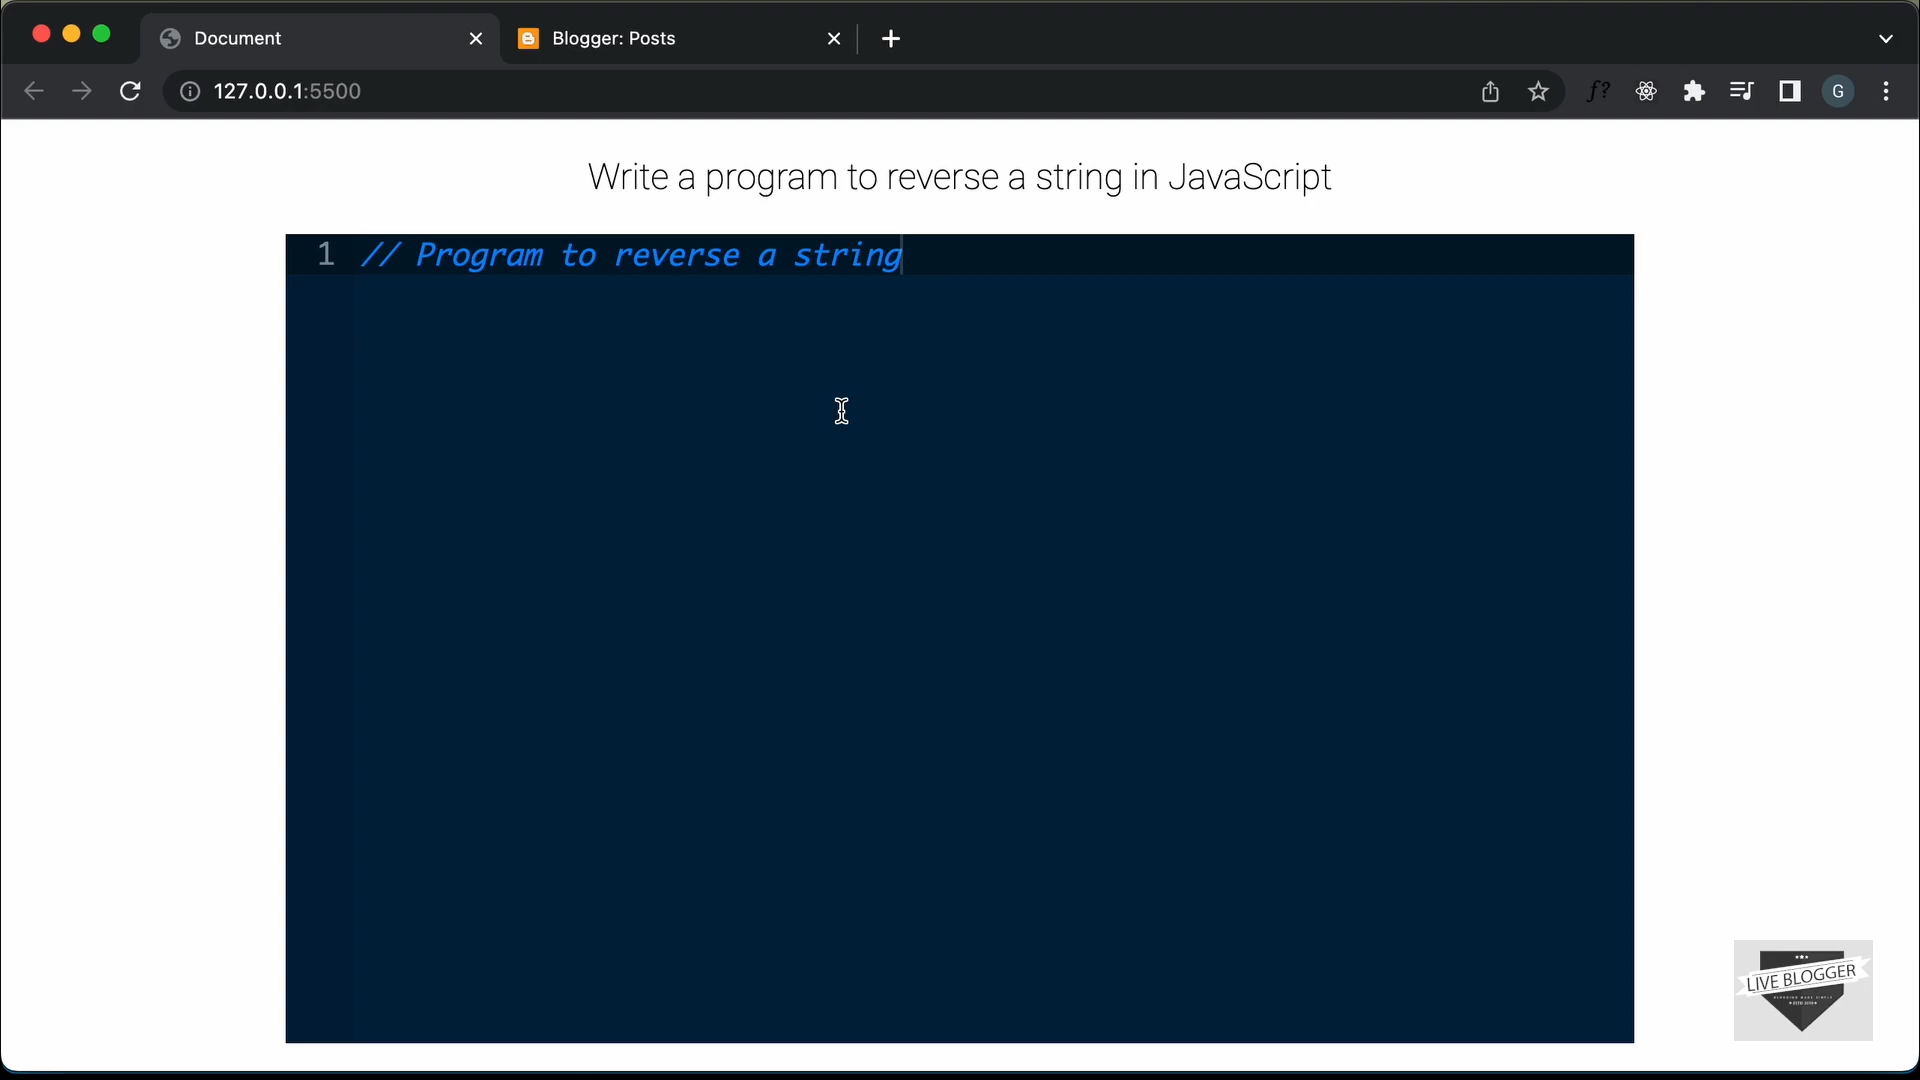 Document
Blogger: Posts
127.0.0.1:5500
f?
G
Write a program to reverse a string in JavaScript
1 // Program to reverse a string
LIVE BLOGGER